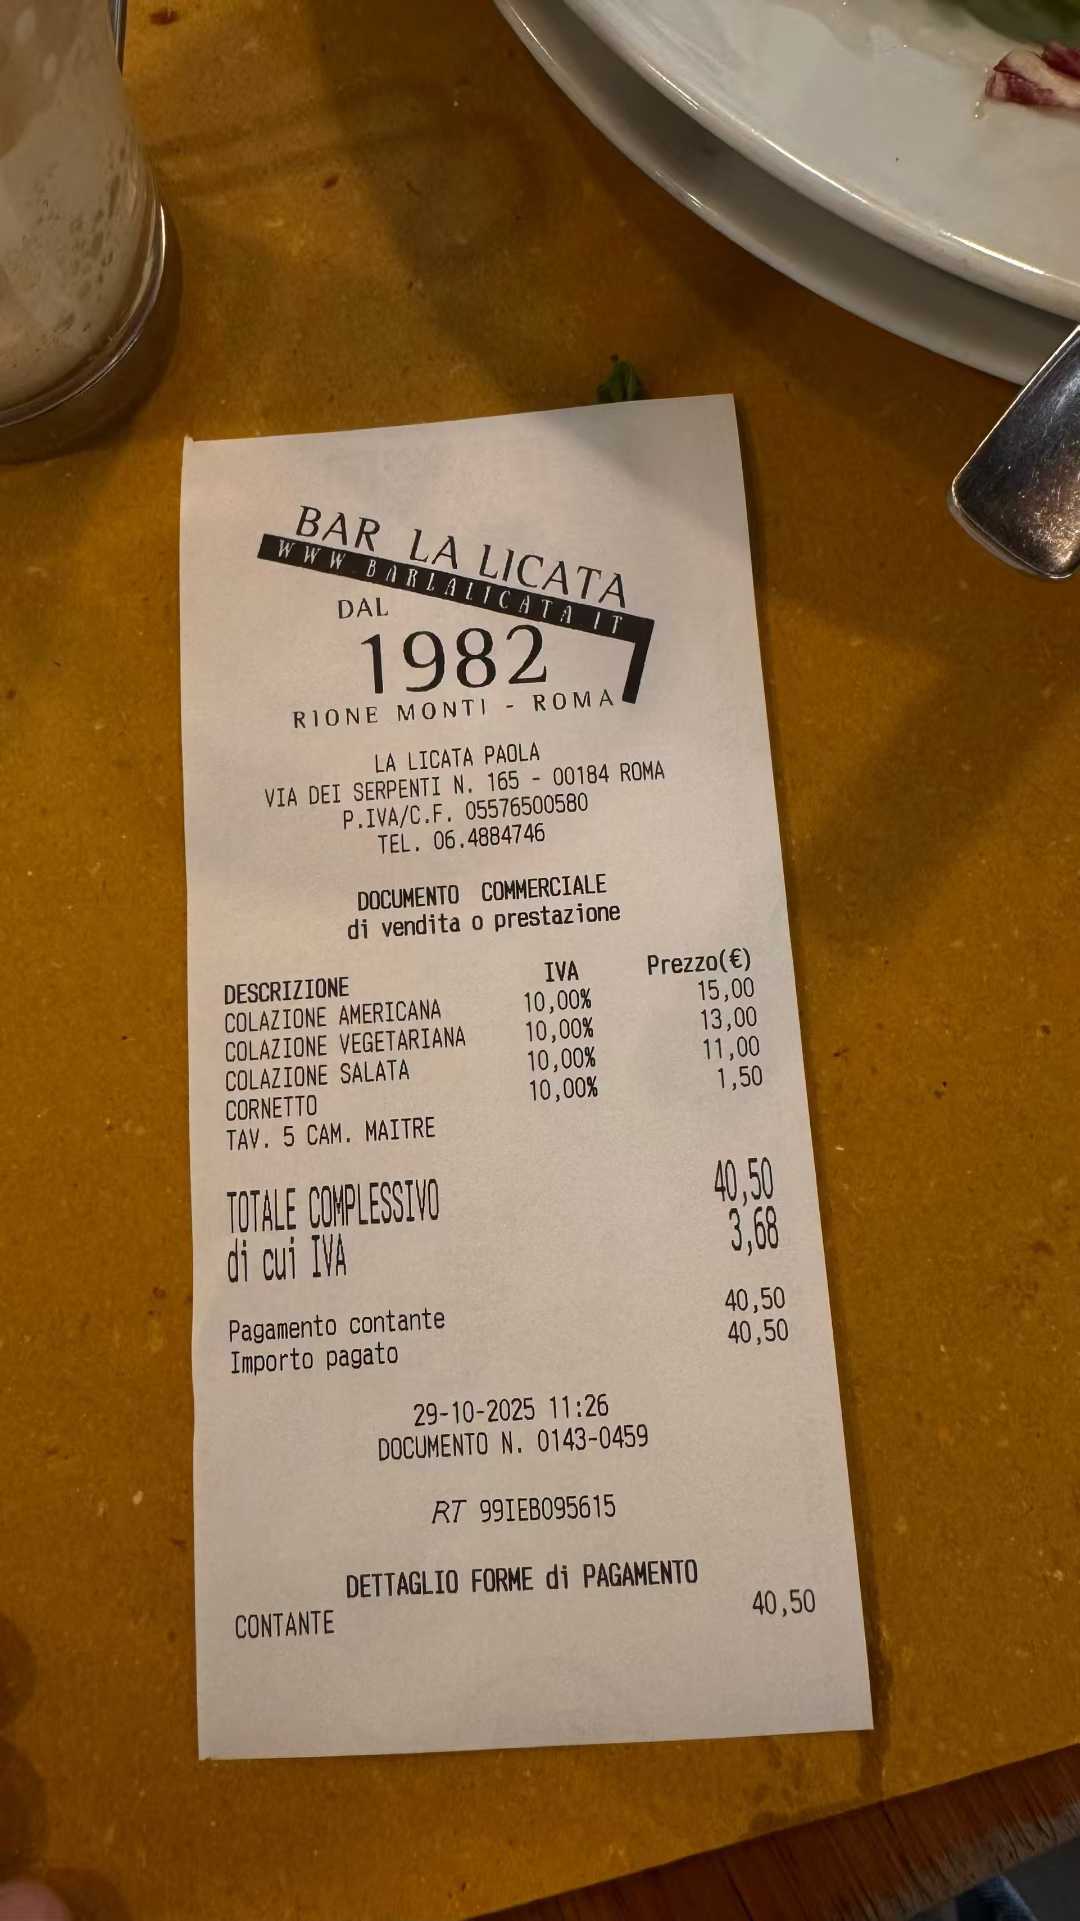 BAR LA LICATA
WWW.BARLALICATA.IT
DAL
1982
RIONE MONTI - ROMA
LA LICATA PAOLA
VIA DEI SERPENTI N. 165 - 00184 ROMA
P.IVA/C.F. 05576500580
TEL. 06.4884746
DOCUMENTO COMMERCIALE
di vendita o prestazione
DESCRIZIONE IVA Prezzo(€)
COLAZIONE AMERICANA 10,00% 15,00
COLAZIONE VEGETARIANA 10,00% 13,00
COLAZIONE SALATA 10,00% 11,00
CORNETTO 10,00% 1,50
TAV. 5 CAM. MAITRE
TOTALE COMPLESSIVO 40,50
di cui IVA 3,68
Pagamento contante 40,50
Importo pagato 40,50
29-10-2025 11:26
DOCUMENTO N. 0143-0459
RT 99IEB095615
DETTAGLIO FORME di PAGAMENTO
CONTANTE 40,50